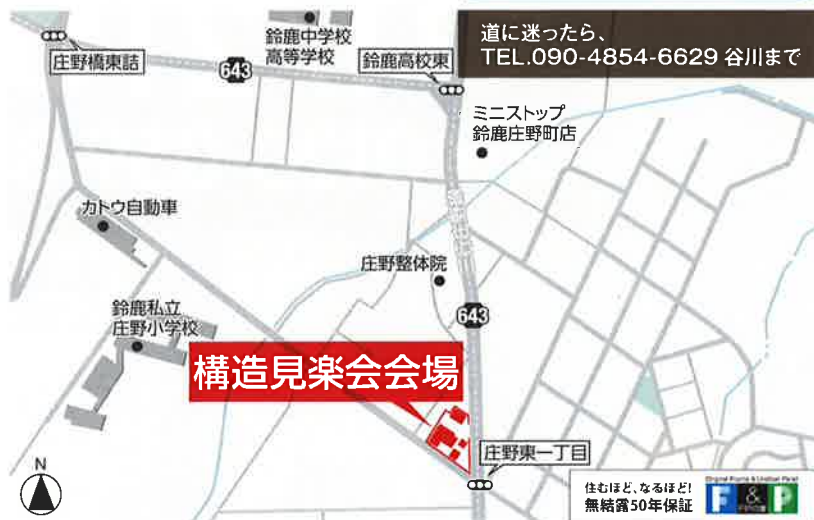 道に迷ったら、
TEL.090-4854-6629 谷川まで
鈴鹿中学校
高等学校
庄野橋東詰
643
鈴鹿高校東
ミニストップ
鈴鹿庄野町店
カトウ自動車
庄野整体院
鈴鹿私立
庄野小学校
643
構造見楽会会場
庄野東一丁目
N
住むほど、なるほど!
無結露50年保証
Original Frame & Unitized Panel
F&P